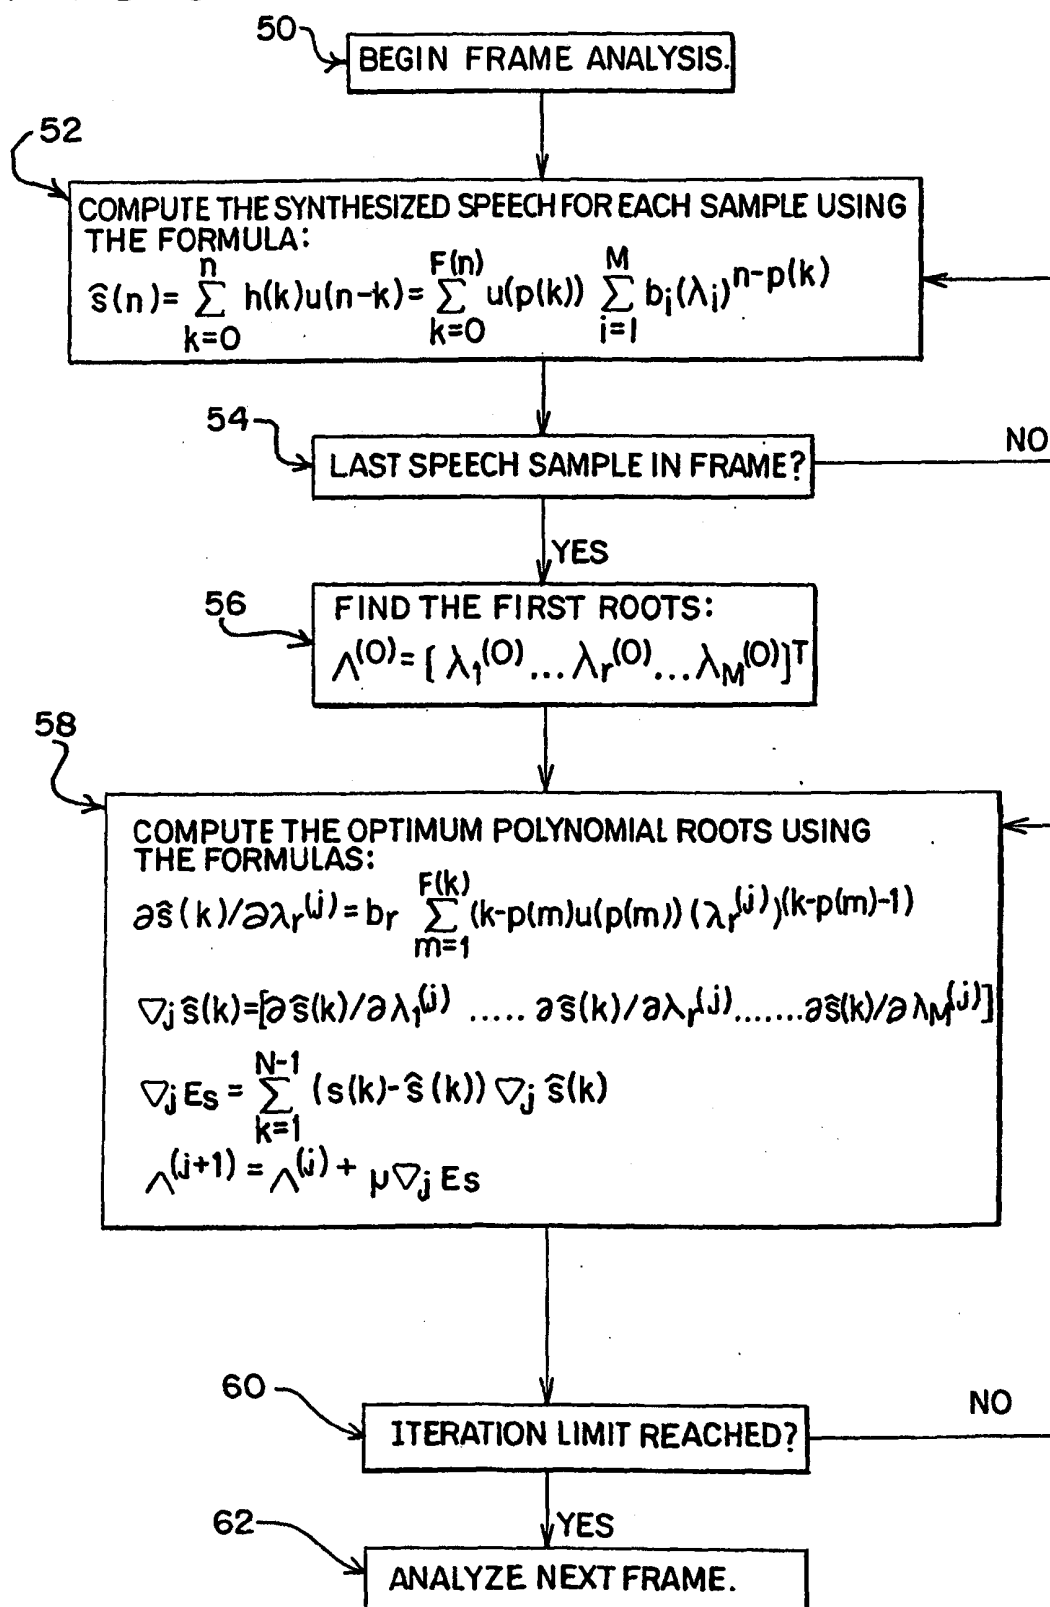 50
BEGIN FRAME ANALYSIS.
52
COMPUTE THE SYNTHESIZED SPEECH FOR EACH SAMPLE USING
THE FORMULA:
ŝ(n)= Σ_{k=0}^{n} h(k)u(n-k)= Σ_{k=0}^{F(n)} u(p(k)) Σ_{i=1}^{M} b_i(λ_i)^{n-p(k)}
54
LAST SPEECH SAMPLE IN FRAME?
NO
YES
56
FIND THE FIRST ROOTS:
Λ^{(0)}=[λ_1^{(0)}...λ_r^{(0)}...λ_M^{(0)}]^T
58
COMPUTE THE OPTIMUM POLYNOMIAL ROOTS USING
THE FORMULAS:
∂ŝ(k)/∂λ_r^{(j)}=b_r Σ_{m=1}^{F(k)} (k-p(m)u(p(m))(λ_r^{(j)})^{(k-p(m)-1)}
∇_j ŝ(k)=[∂ŝ(k)/∂λ_1^{(j)} ..... ∂ŝ(k)/∂λ_r^{(j)}.......∂ŝ(k)/∂λ_M^{(j)}]
∇_j E_s = Σ_{k=1}^{N-1} (s(k)-ŝ(k)) ∇_j ŝ(k)
Λ^{(j+1)} = Λ^{(j)} + μ∇_j E_s
60
ITERATION LIMIT REACHED?
NO
YES
62
ANALYZE NEXT FRAME.